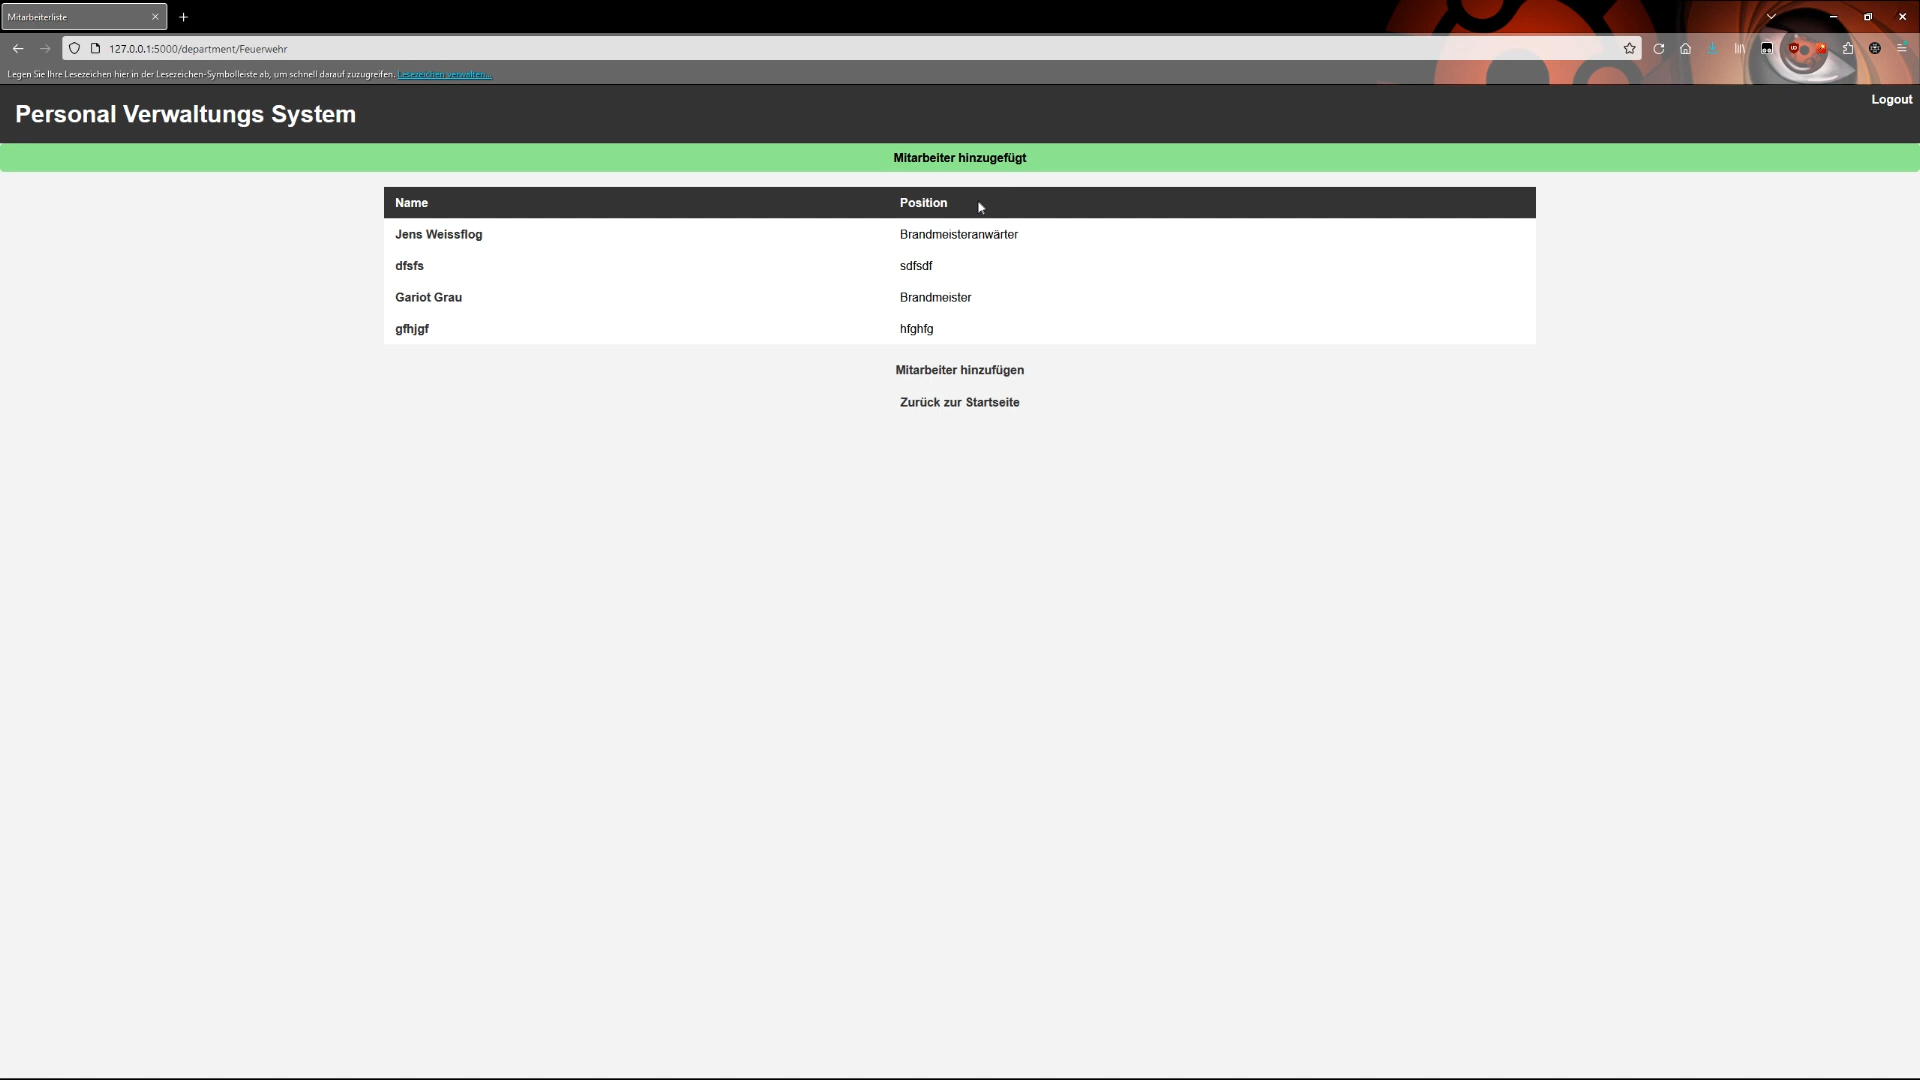 Mitarbeiterliste
127.0.0.1:5000/department/Feuerwehr
Legen Sie Ihre Lesezeichen hier in der Lesezeichen-Symbolleiste ab, um schnell darauf zuzugreifen. Lesezeichen verwalten...
Personal Verwaltungs System
Logout
Mitarbeiter hinzugefügt
Name Position
Jens Weissflog Brandmeisteranwärter
dfsfs sdfsdf
Gariot Grau Brandmeister
gfhjgf hfghfg
Mitarbeiter hinzufügen
Zurück zur Startseite